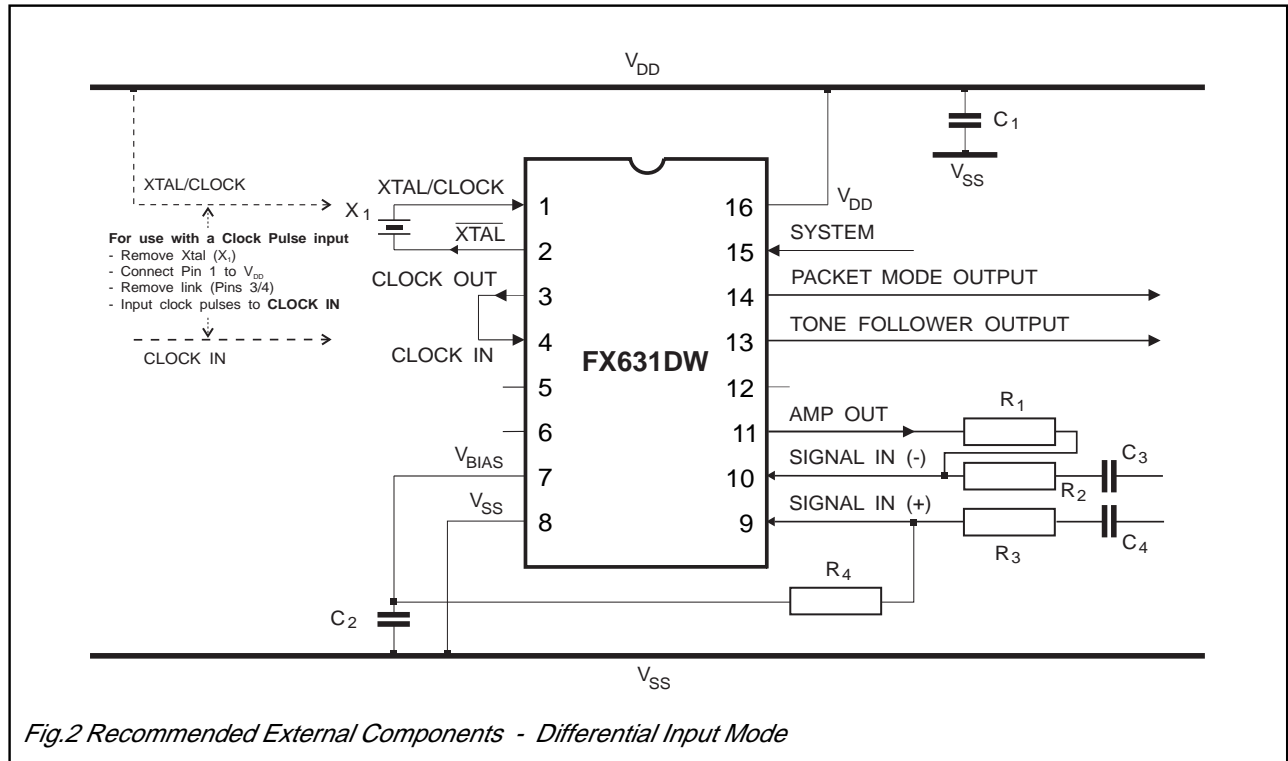 VDD
C1
VSS
XTAL/CLOCK
For use with a Clock Pulse input
- Remove Xtal (X1)
- Connect Pin 1 to VDD
- Remove link (Pins 3/4)
- Input clock pulses to CLOCK IN
CLOCK IN
X1
XTAL/CLOCK
XTAL
CLOCK OUT
CLOCK IN
VBIAS
VSS
1
2
3
4
5
6
7
8
FX631DW
16
15
14
13
12
11
10
9
VDD
SYSTEM
PACKET MODE OUTPUT
TONE FOLLOWER OUTPUT
AMP OUT
R1
SIGNAL IN (-)
R2
C3
SIGNAL IN (+)
R3
C4
R4
C2
VSS
Fig.2 Recommended External Components - Differential Input Mode